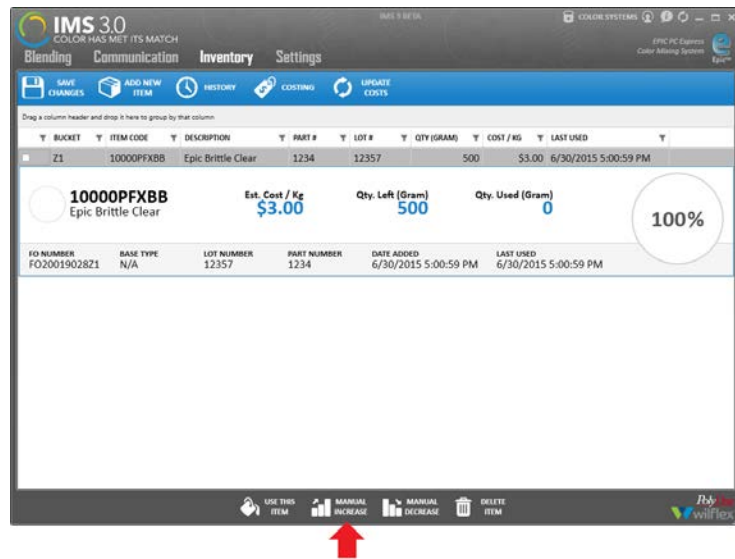 IMS 3.0
COLOR HAS MET ITS MATCH
IMS 3 BETA
COLOR SYSTEMS
EPIC PC Express
Color Mixing System
Epic™
Blending Communication Inventory Settings
SAVE CHANGES ADD NEW ITEM HISTORY COSTING UPDATE COSTS
Drag a column header and drop it here to group by that column
BUCKET ITEM CODE DESCRIPTION PART # LOT # QTY (GRAM) COST / KG LAST USED
Z1 10000PFXBB Epic Brittle Clear 1234 12357 500 $3.00 6/30/2015 5:00:59 PM
10000PFXBB
Epic Brittle Clear
Est. Cost / Kg
$3.00
Qty. Left (Gram)
500
Qty. Used (Gram)
0
100%
FO NUMBER BASE TYPE LOT NUMBER PART NUMBER DATE ADDED LAST USED
FO20019028Z1 N/A 12357 1234 6/30/2015 5:00:59 PM 6/30/2015 5:00:59 PM
USE THIS ITEM MANUAL INCREASE MANUAL DECREASE DELETE ITEM
wilflex